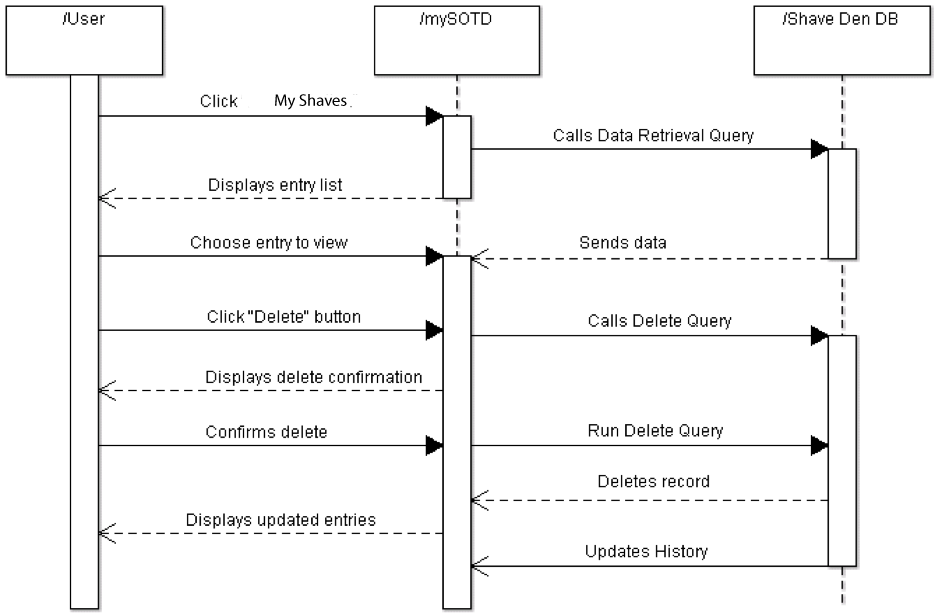 /User
/mySOTD
/Shave Den DB
Click My Shaves
Calls Data Retrieval Query
Displays entry list
Choose entry to view
Sends data
Click "Delete" button
Calls Delete Query
Displays delete confirmation
Confirms delete
Run Delete Query
Deletes record
Displays updated entries
Updates History